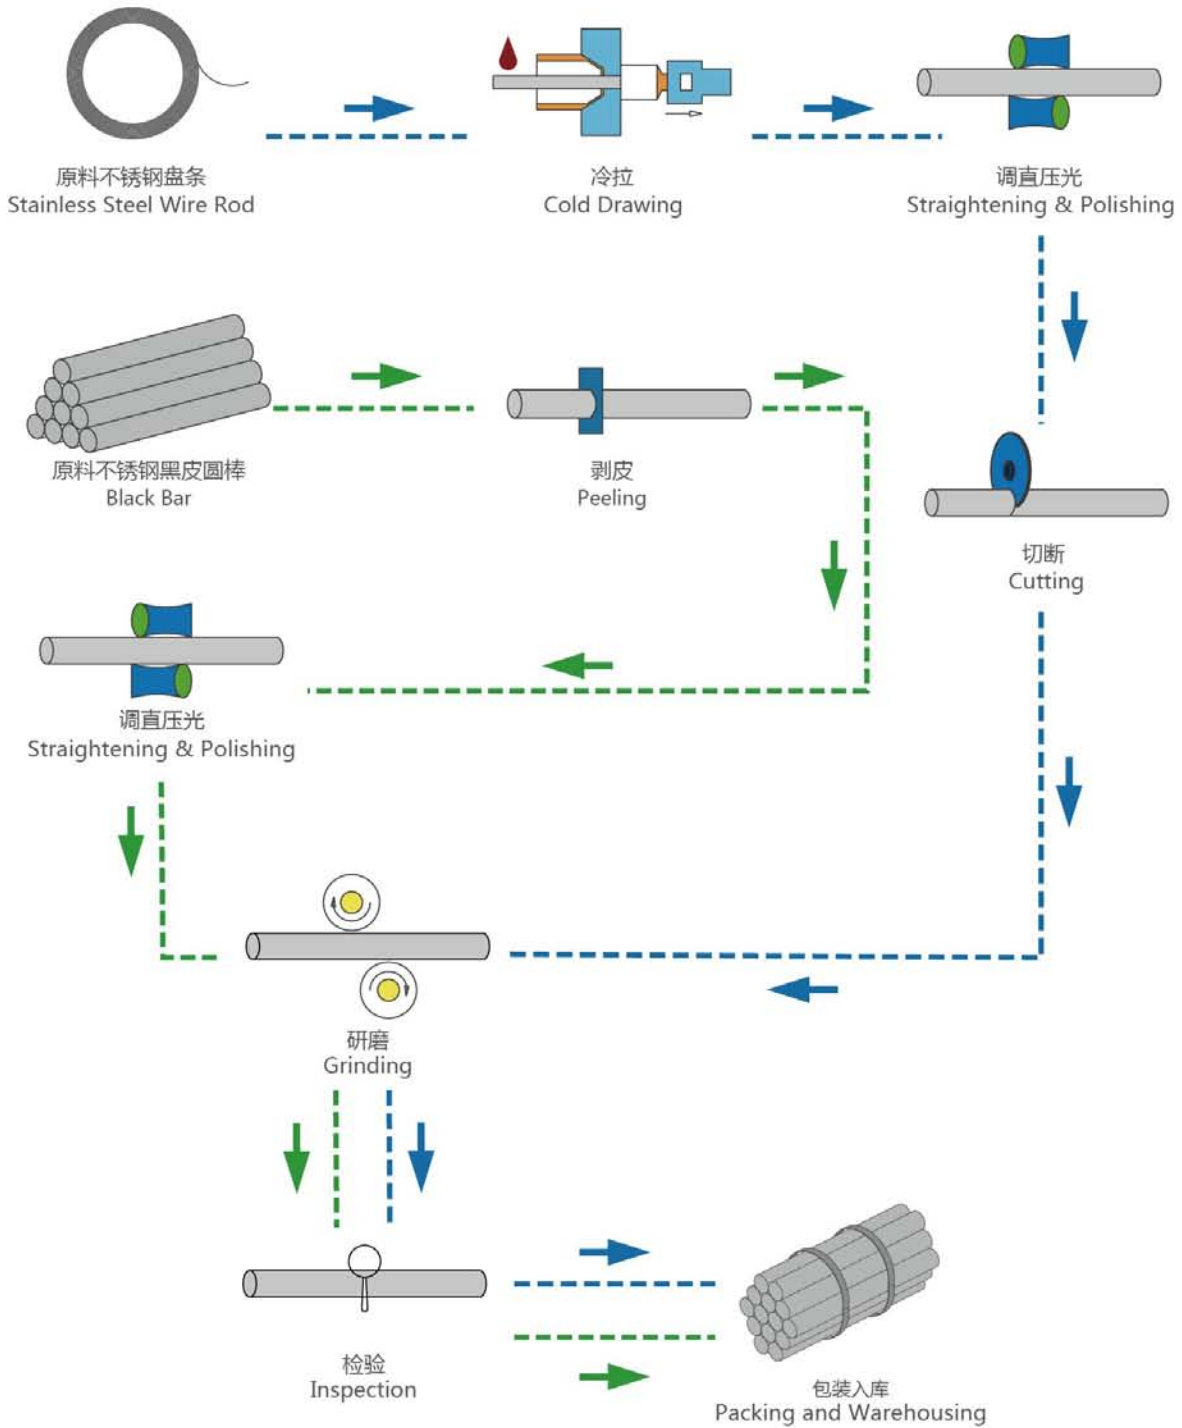 原料不锈钢盘条
Stainless Steel Wire Rod
冷拉
Cold Drawing
调直压光
Straightening & Polishing
原料不锈钢黑皮圆棒
Black Bar
剥皮
Peeling
切断
Cutting
调直压光
Straightening & Polishing
研磨
Grinding
检验
Inspection
包装入库
Packing and Warehousing